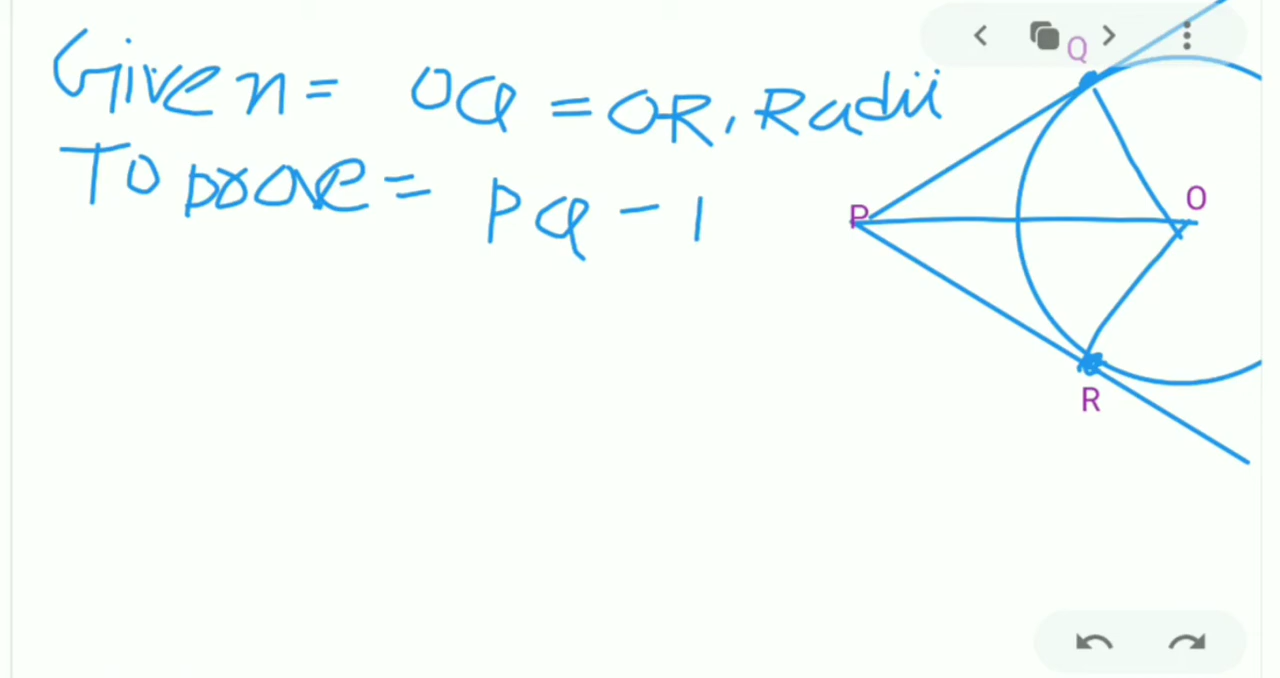 Given = OQ = OR, Radii
To prove = PQ - 1
Q
P
O
R